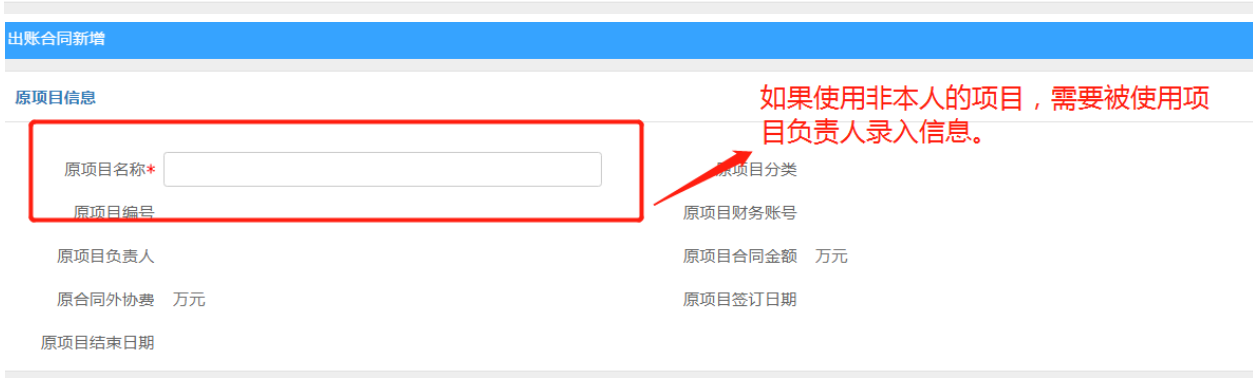 出账合同新增
原项目信息
如果使用非本人的项目，需要被使用项
目负责人录入信息。
原项目名称*
原项目分类
原项目编号
原项目财务账号
原项目负责人
原项目合同金额 万元
原合同外协费 万元
原项目签订日期
原项目结束日期